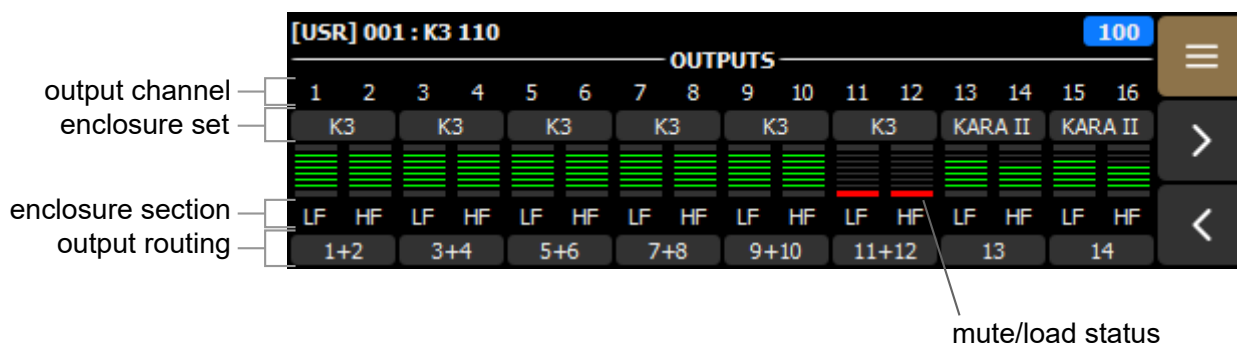 [USR] 001 : K3 110 100
OUTPUTS
output channel 1 2 3 4 5 6 7 8 9 10 11 12 13 14 15 16
enclosure set K3 K3 K3 K3 K3 K3 KARA II KARA II
enclosure section LF HF LF HF LF HF LF HF LF HF LF HF LF HF LF HF
output routing 1+2 3+4 5+6 7+8 9+10 11+12 13 14
mute/load status